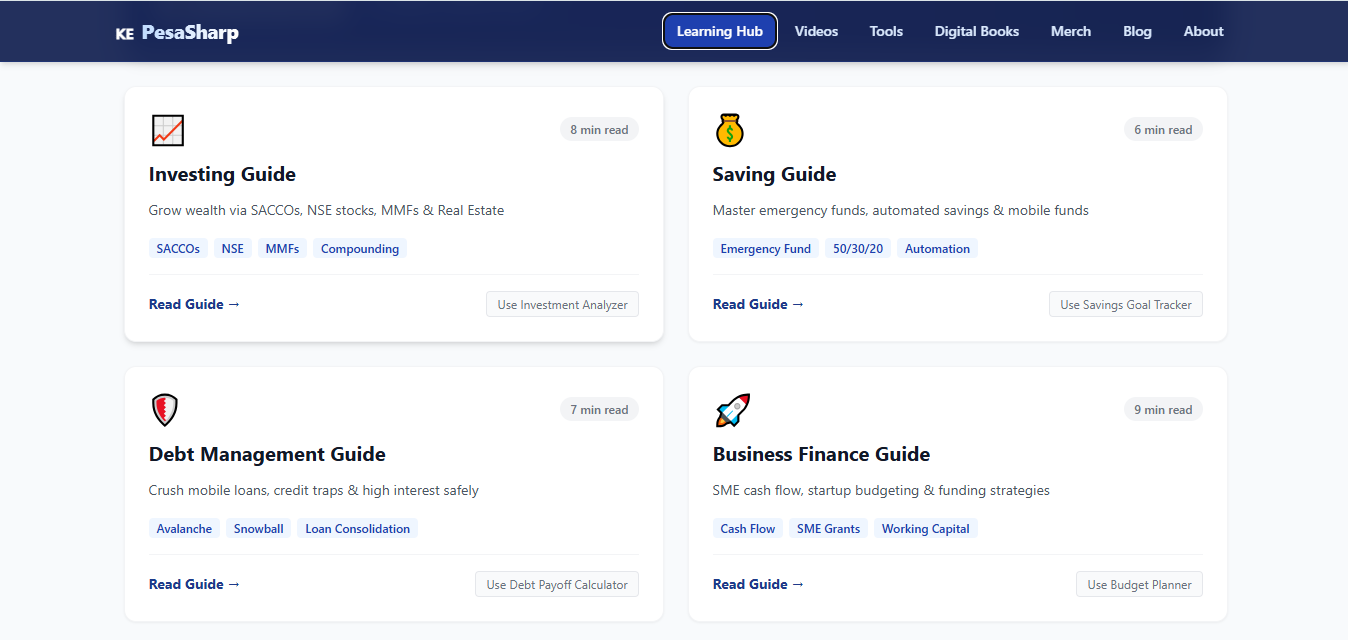 KE PesaSharp Learning Hub Videos Tools Digital Books Merch Blog About
8 min read
Investing Guide
Grow wealth via SACCOs, NSE stocks, MMFs & Real Estate
SACCOs NSE MMFs Compounding
Read Guide → Use Investment Analyzer
$
6 min read
Saving Guide
Master emergency funds, automated savings & mobile funds
Emergency Fund 50/30/20 Automation
Read Guide → Use Savings Goal Tracker
7 min read
Debt Management Guide
Crush mobile loans, credit traps & high interest safely
Avalanche Snowball Loan Consolidation
Read Guide → Use Debt Payoff Calculator
9 min read
Business Finance Guide
SME cash flow, startup budgeting & funding strategies
Cash Flow SME Grants Working Capital
Read Guide → Use Budget Planner